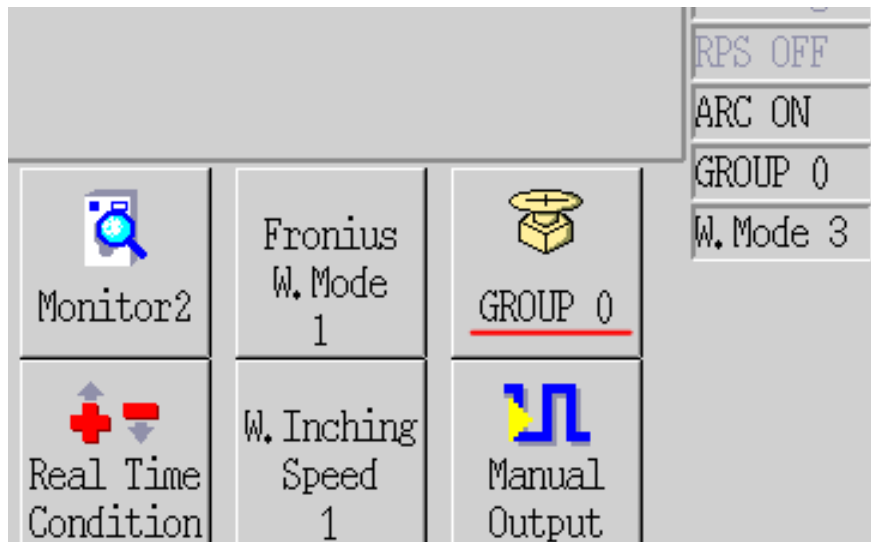 RPS OFF
ARC ON
GROUP 0
W.Mode 3
Monitor2
Fronius
W.Mode
1
GROUP 0
Real Time
Condition
W.Inching
Speed
1
Manual
Output